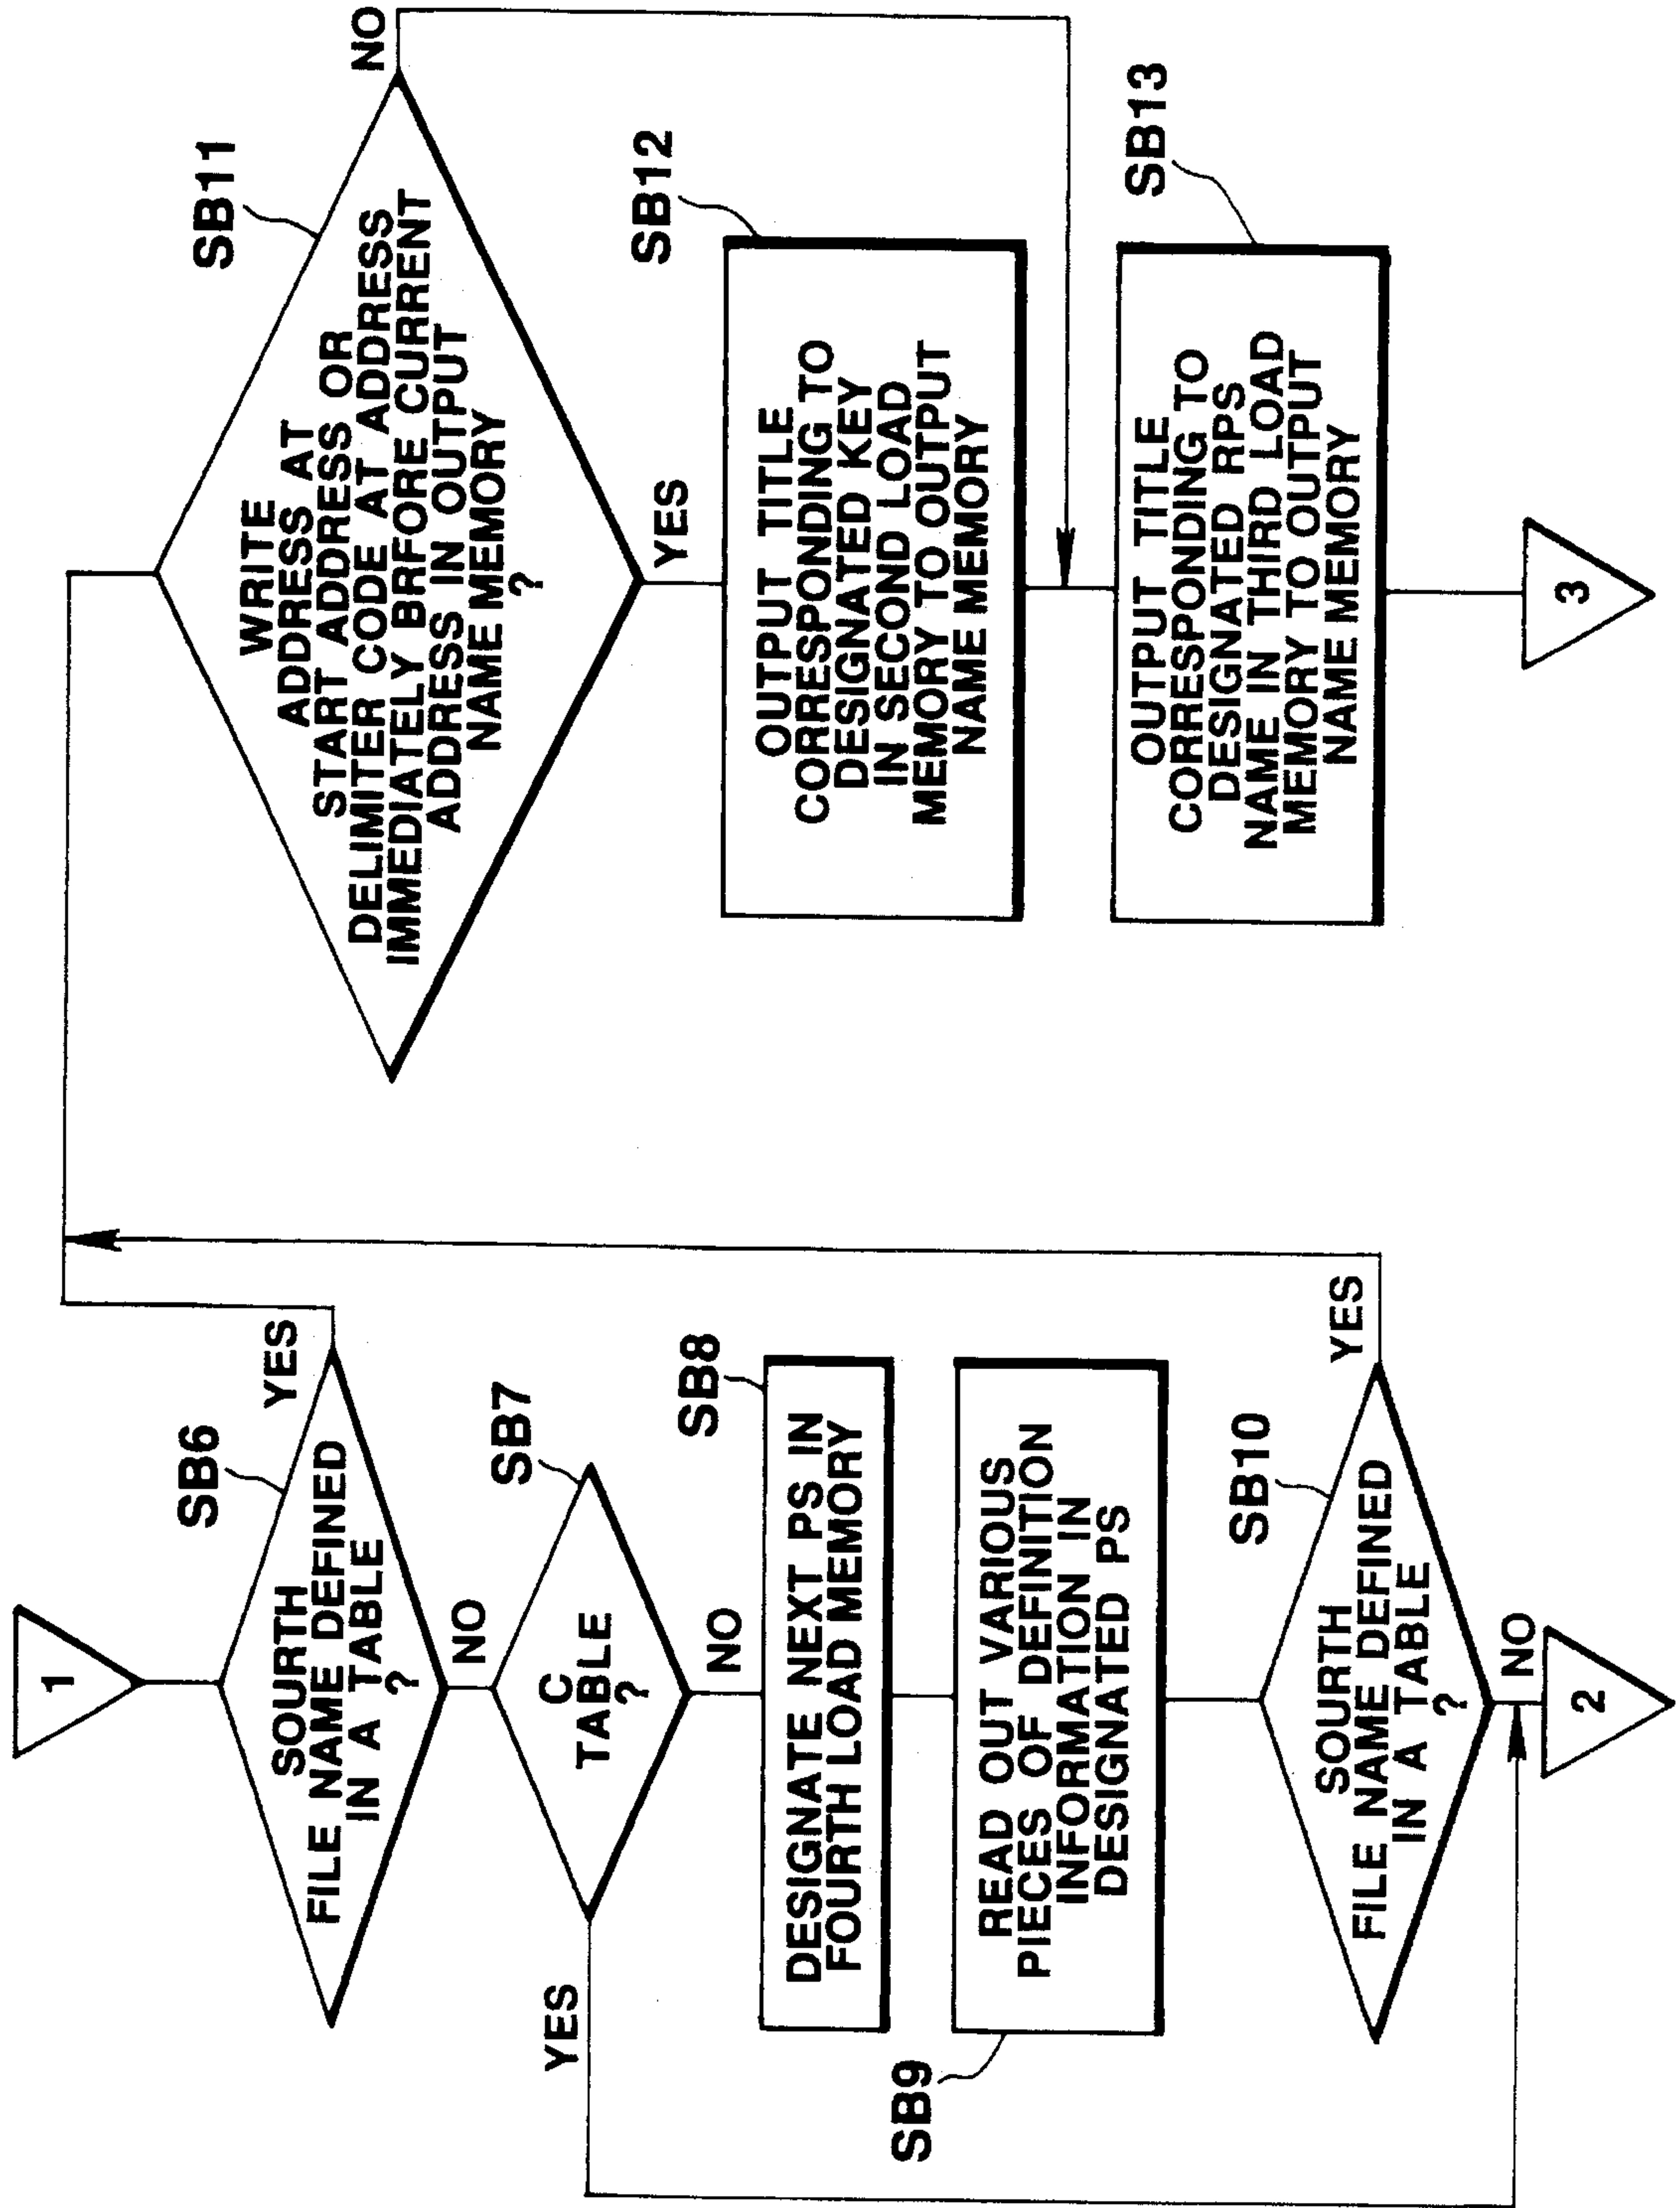 1
SB6
SOURTH
FILE NAME DEFINED
IN A TABLE
?
YES
NO
SB7
C
TABLE
?
YES
NO
SB8
DESIGNATE NEXT PS IN
FOURTH LOAD MEMORY
SB9
READ OUT VARIOUS
PIECES OF DEFINITION
INFORMATION IN
DESIGNATED PS
SB10
SOURTH
FILE NAME DEFINED
IN A TABLE
?
YES
NO
2
SB11
WRITE
ADDRESS AT
START ADDRESS OR
DELIMITER CODE AT ADDRESS
IMMEDIATELY BRFORE CURRENT
ADDRESS IN OUTPUT
NAME MEMORY
?
NO
YES
SB12
OUTPUT TITLE
CORRESPONDING TO
DESIGNATED KEY
IN SECOND LOAD
MEMORY TO OUTPUT
NAME MEMORY
SB13
OUTPUT TITLE
CORRESPONDING TO
DESIGNATED RPS
NAME IN THIRD LOAD
MEMORY TO OUTPUT
NAME MEMORY
3